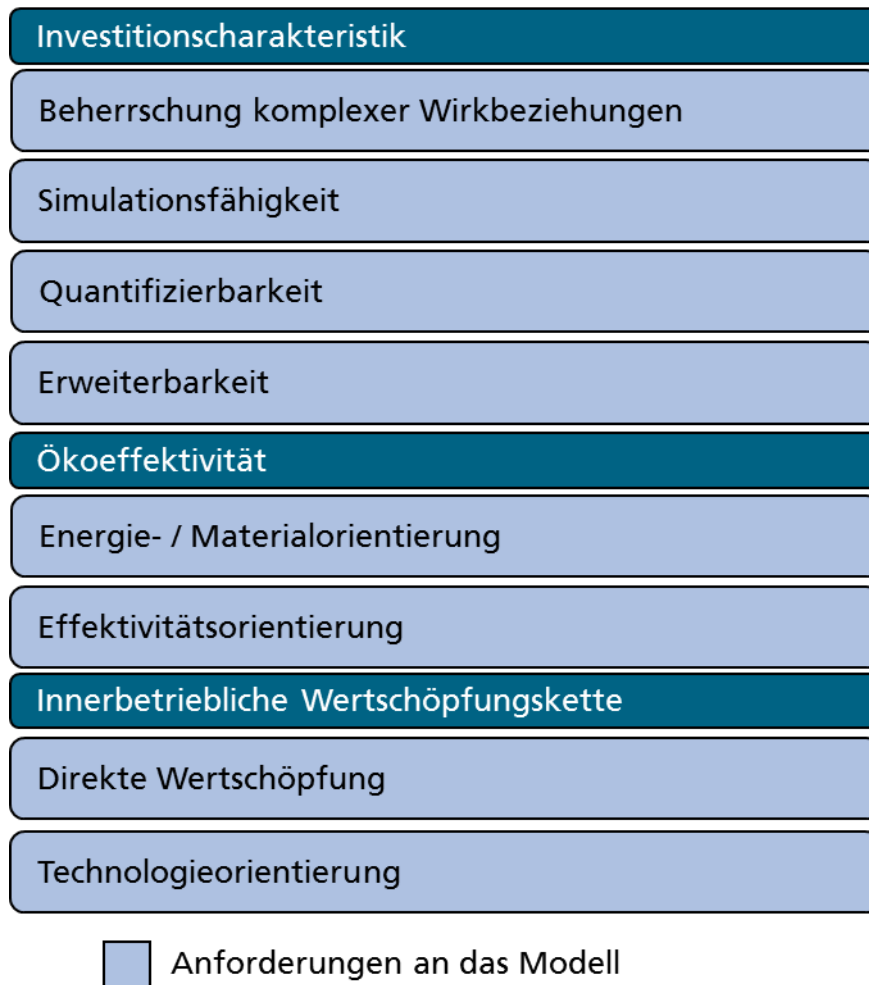 Investitionscharakteristik
Beherrschung komplexer Wirkbeziehungen
Simulationsfähigkeit
Quantifizierbarkeit
Erweiterbarkeit
Ökoeffektivität
Energie- / Materialorientierung
Effektivitätsorientierung
Innerbetriebliche Wertschöpfungskette
Direkte Wertschöpfung
Technologieorientierung
Anforderungen an das Modell